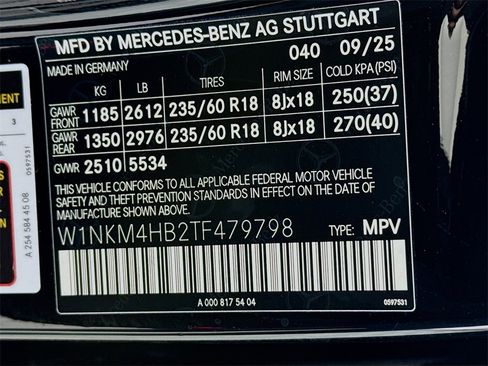 MFD BY MERCEDES-BENZ AG STUTTGART
MADE IN GERMANY 040 09/25
KG LB TIRES RIM SIZE COLD KPA (PSI)
GAWR FRONT 1185 2612 235/60 R18 8Jx18 250(37)
GAWR REAR 1350 2976 235/60 R18 8Jx18 270(40)
GVWR 2510 5534
THIS VEHICLE CONFORMS TO ALL APPLICABLE FEDERAL MOTOR VEHICLE
SAFETY AND THEFT PREVENTION STANDARDS IN EFFECT ON THE DATE
OF MANUFACTURE SHOWN ABOVE.
W1NKM4HB2TF479798 TYPE: MPV
A 000 817 54 04 0597531
3
0597531
A 254 584 45 08